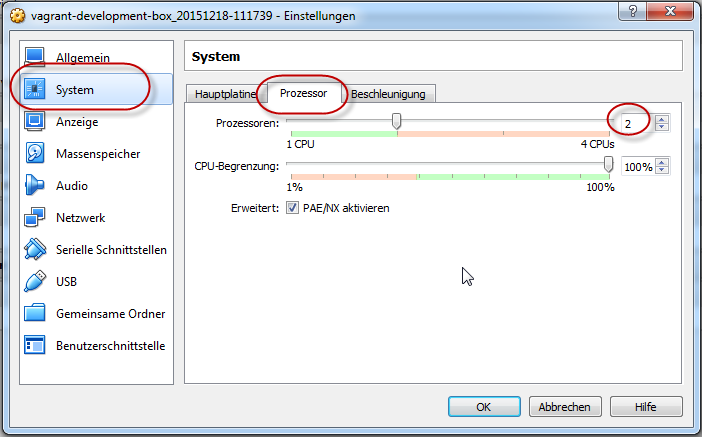 vagrant-development-box_20151218-111739 - Einstellungen
?
Allgemein
System
Anzeige
Massenspeicher
Audio
Netzwerk
Serielle Schnittstellen
USB
Gemeinsame Ordner
Benutzerschnittstelle
System
Hauptplatine Prozessor Beschleunigung
Prozessoren: 2
1 CPU 4 CPUs
CPU-Begrenzung: 100%
1% 100%
Erweitert: PAE/NX aktivieren
OK Abbrechen Hilfe